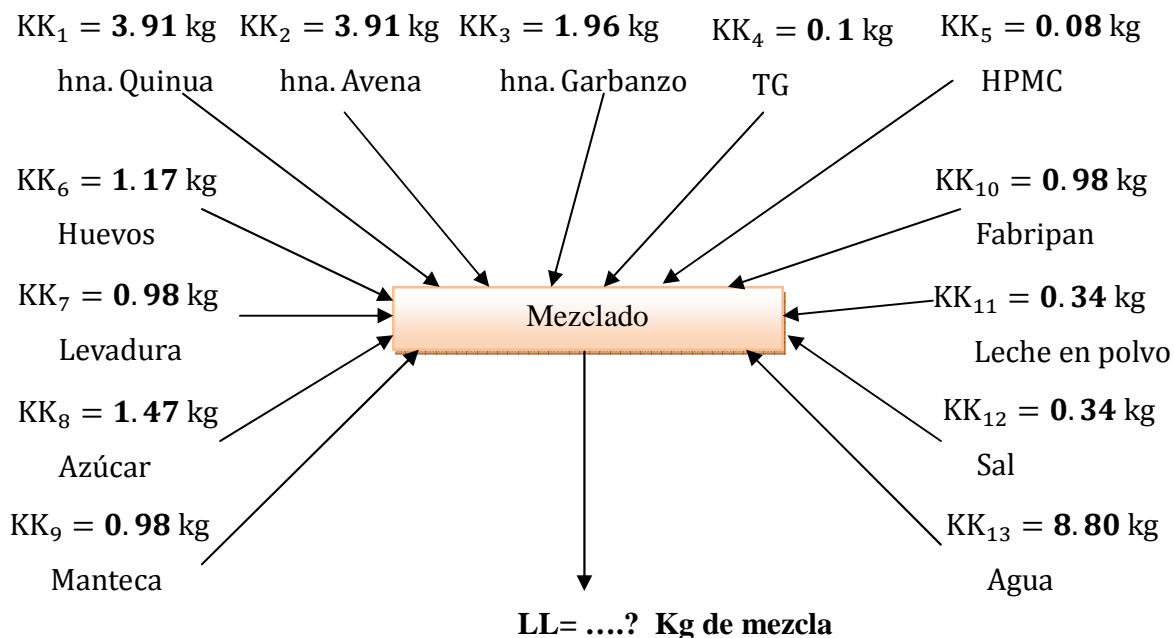 KK₁ = 3.91 kg KK₂ = 3.91 kg KK₃ = 1.96 kg KK₄ = 0.1 kg KK₅ = 0.08 kg
hna. Quinua hna. Avena hna. Garbanzo TG HPMC
KK₆ = 1.17 kg KK₁₀ = 0.98 kg
Huevos Fabripan
KK₇ = 0.98 kg KK₁₁ = 0.34 kg
Mezclado
Levadura Leche en polvo
KK₈ = 1.47 kg KK₁₂ = 0.34 kg
Azúcar Sal
KK₉ = 0.98 kg KK₁₃ = 8.80 kg
Manteca Agua
LL= ….? Kg de mezcla